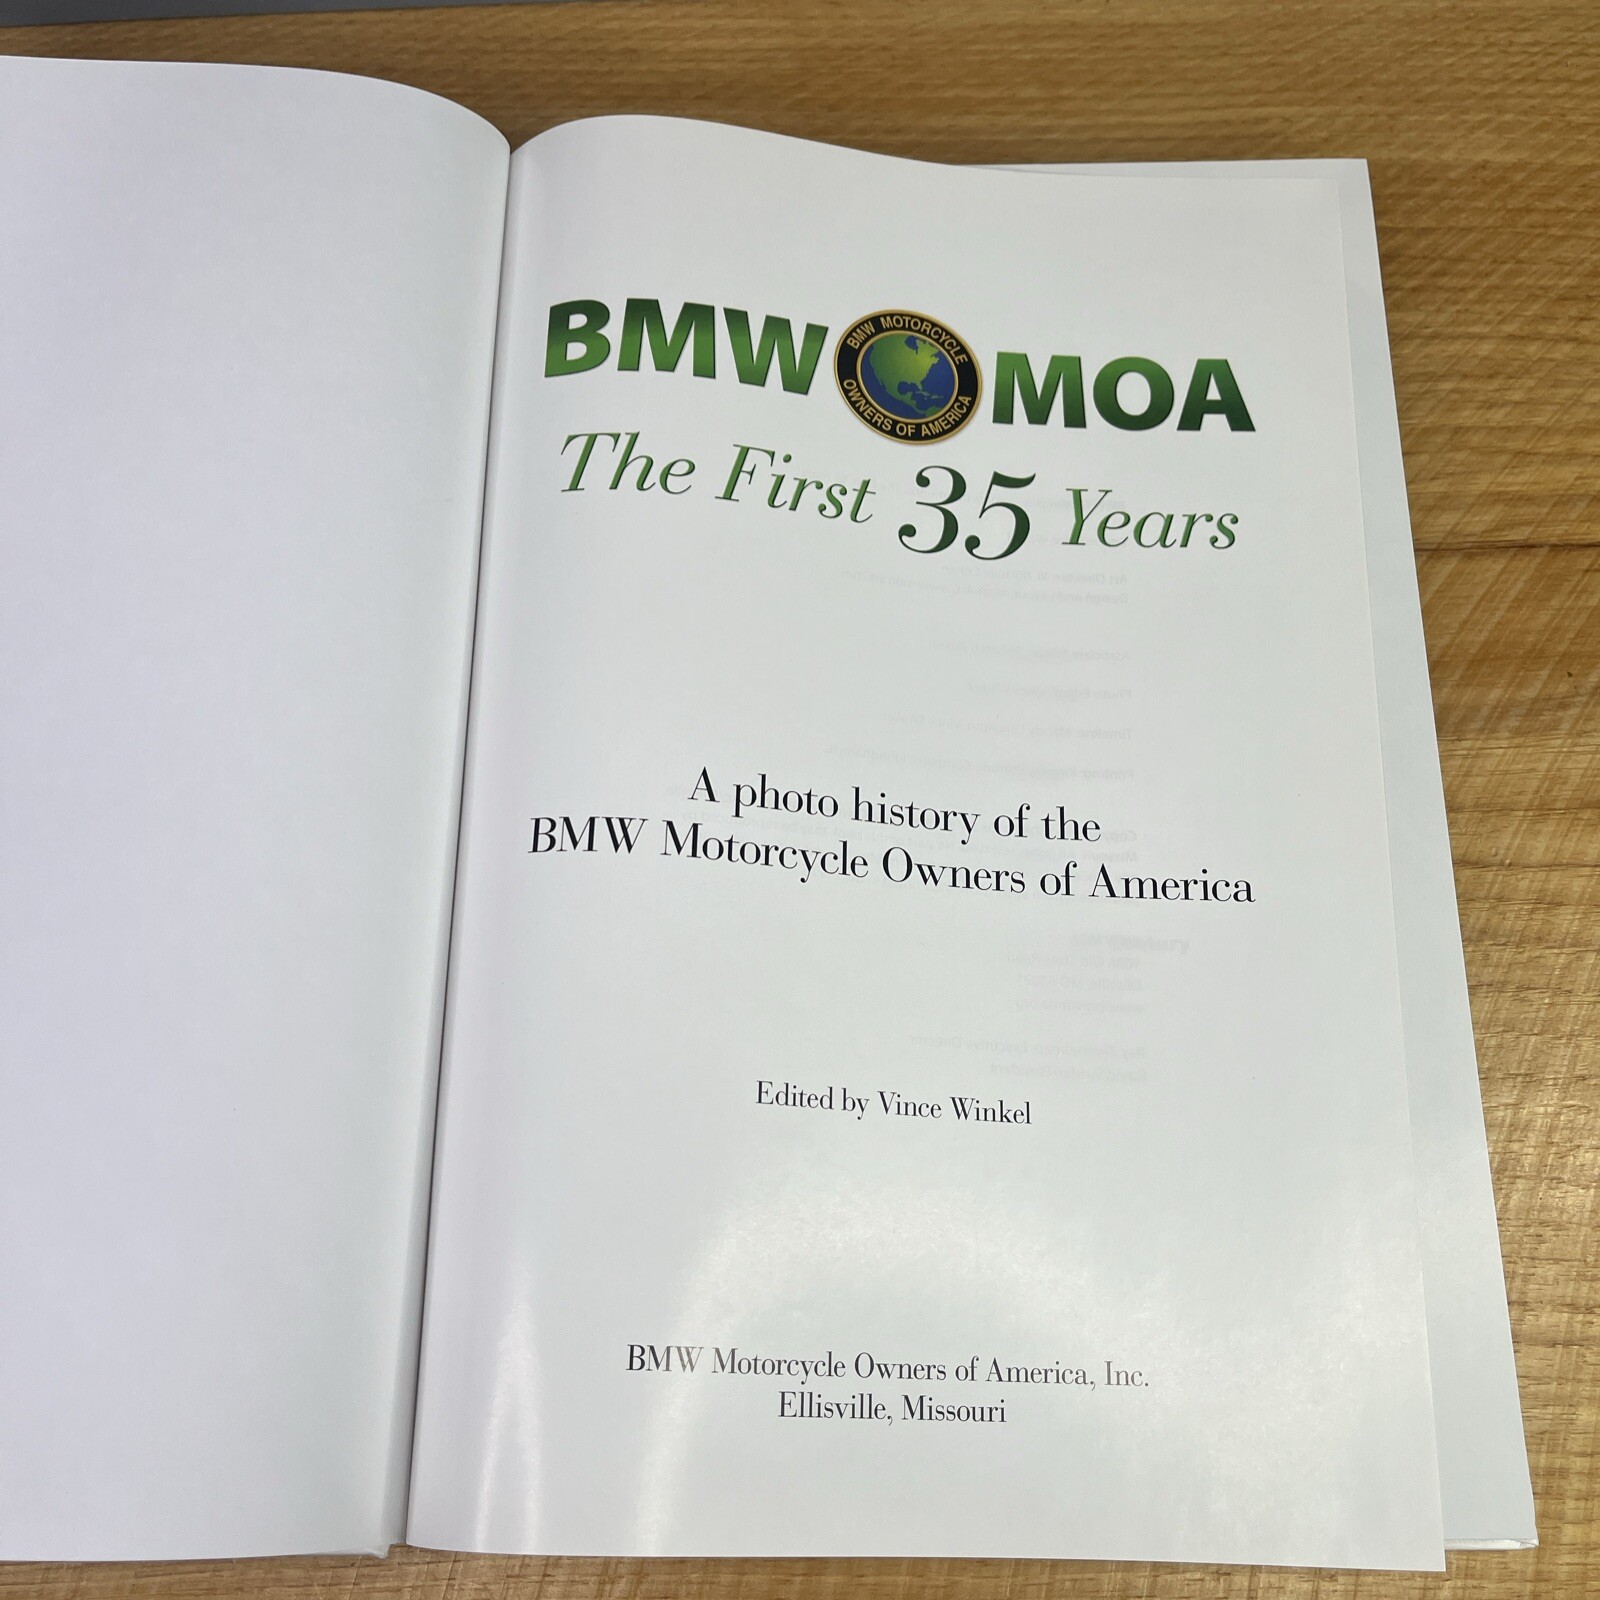 BMW MOA
BMW MOTORCYCLE
OWNERS OF AMERICA
The First 35 Years
A photo history of the
BMW Motorcycle Owners of America
Edited by Vince Winkel
BMW Motorcycle Owners of America, Inc.
Ellisville, Missouri